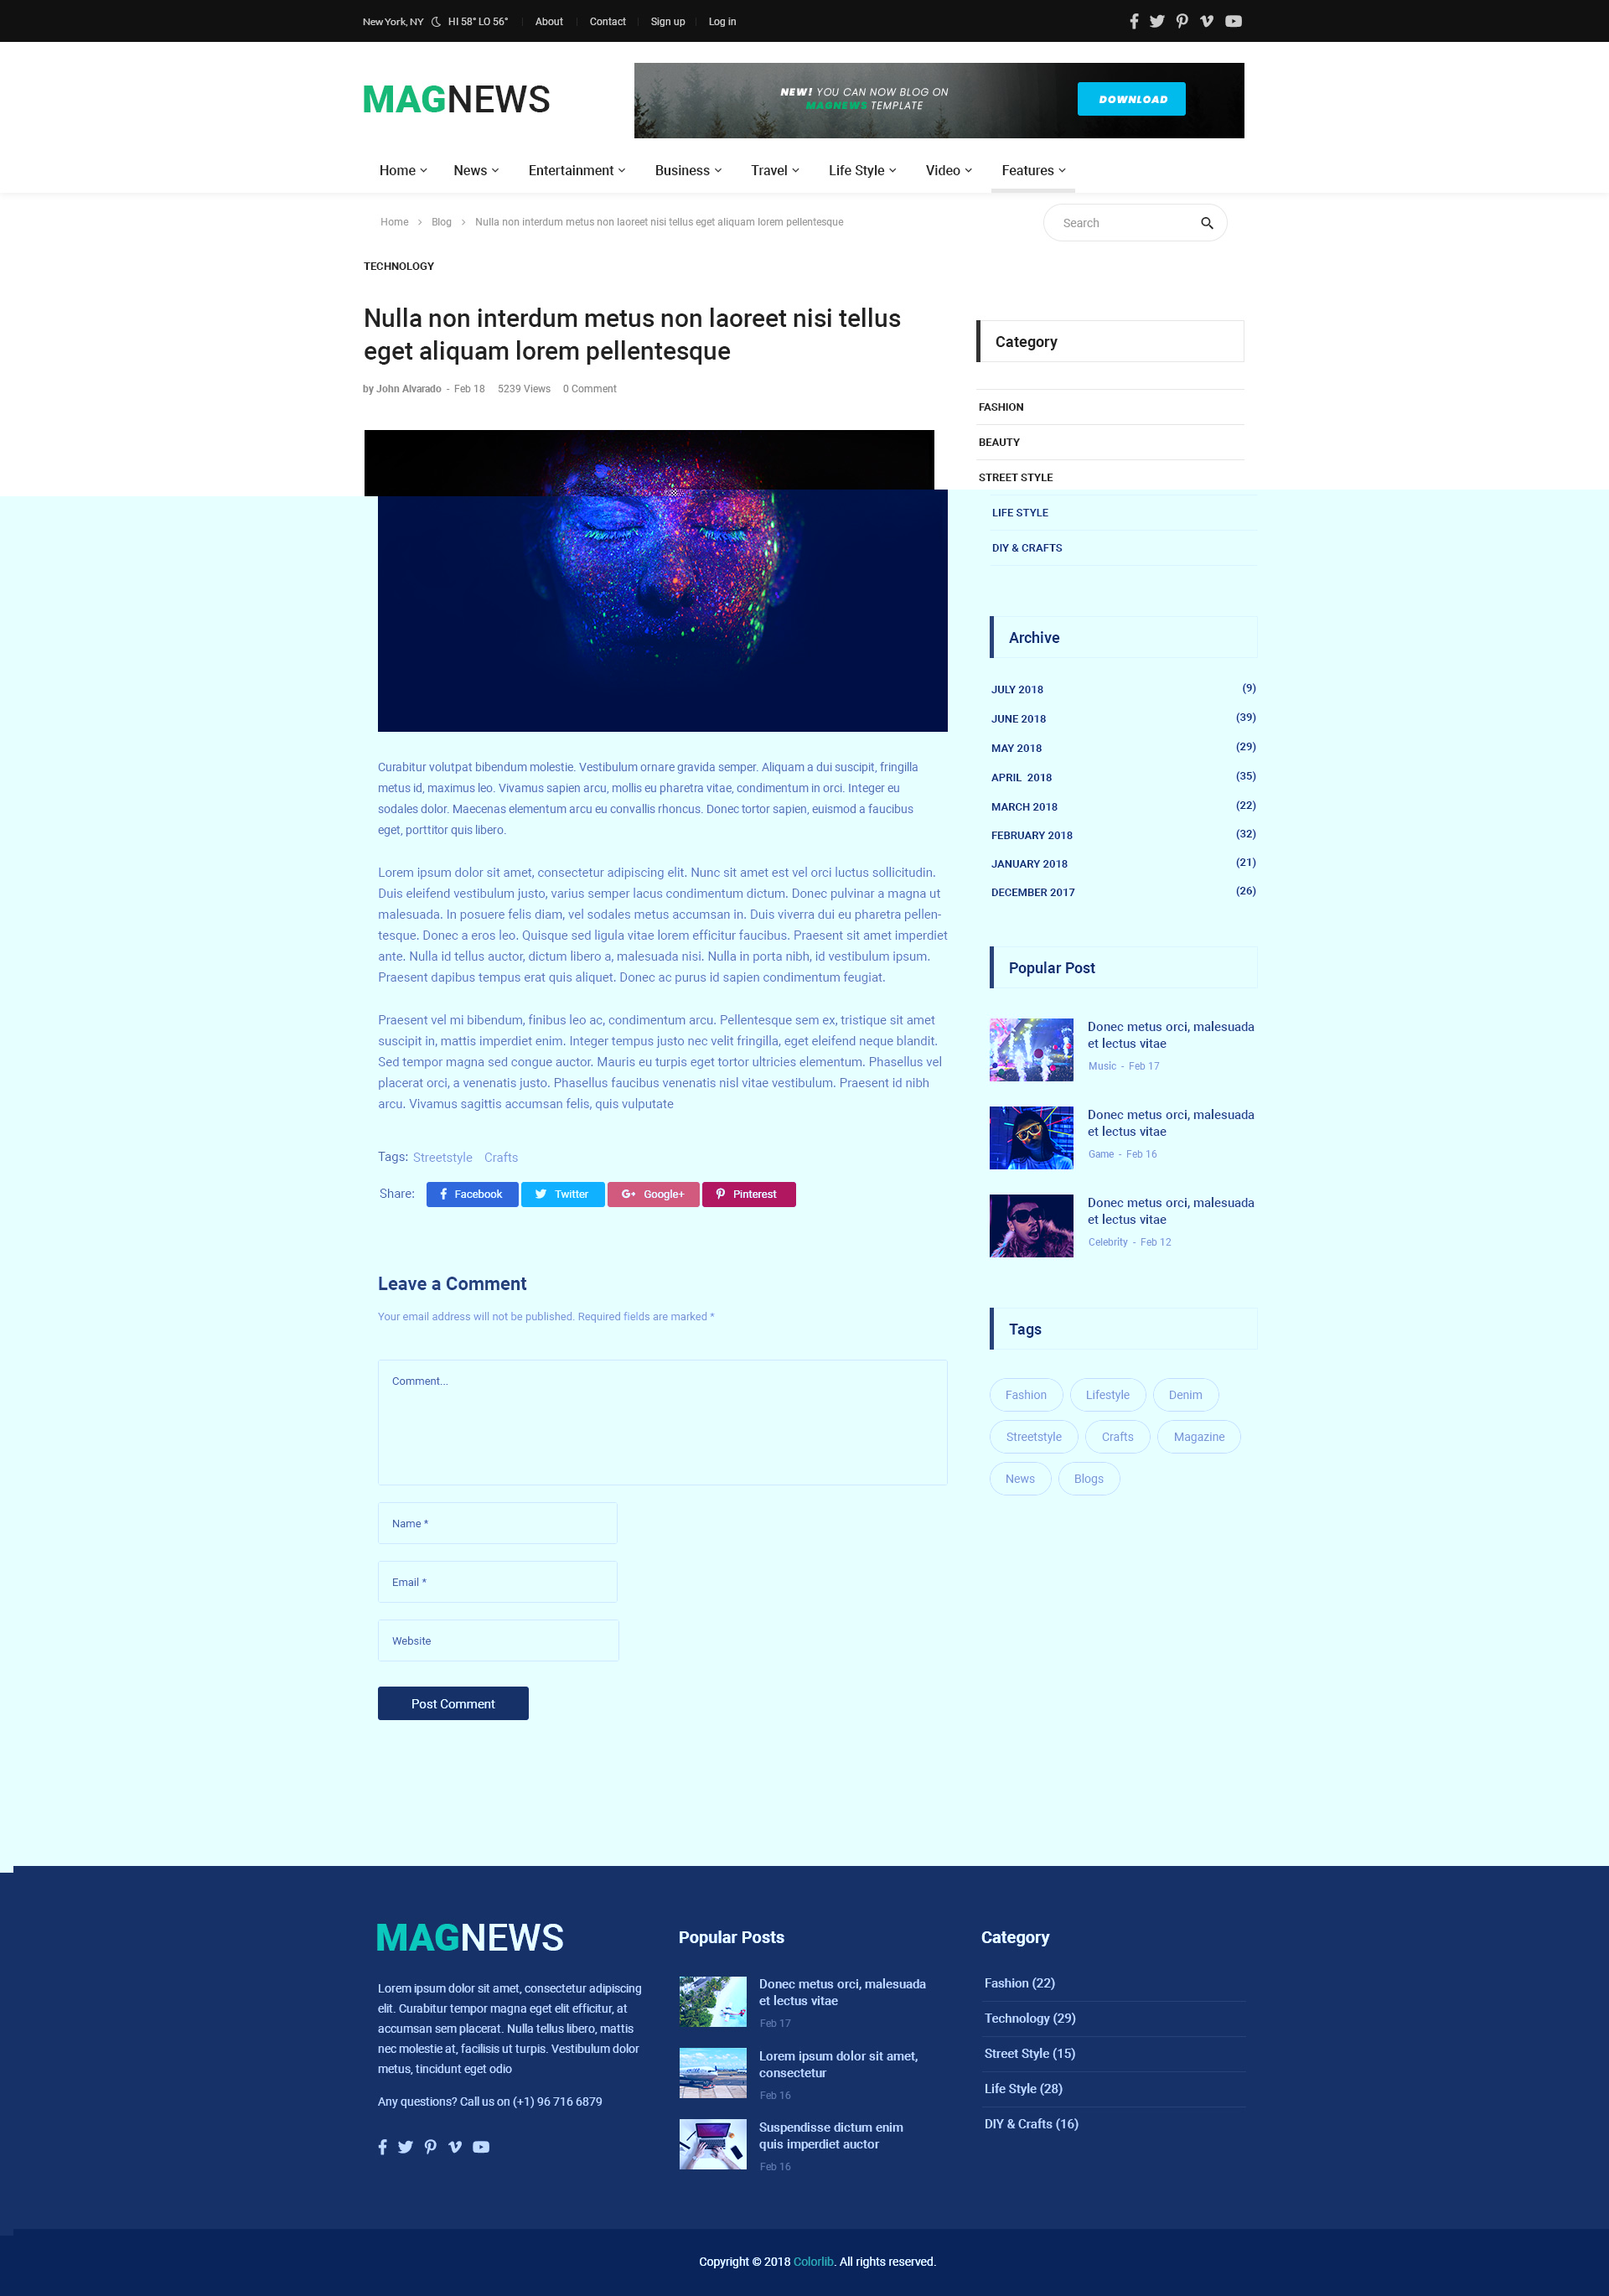 New York, NY HI 58° LO 56° About Contact Sign up Log in
MAGNEWS
NEW! YOU CAN NOW BLOG ON
MAGNEWS TEMPLATE
DOWNLOAD
Home News Entertainment Business Travel Life Style Video Features
Home Blog Nulla non interdum metus non laoreet nisi tellus eget aliquam lorem pellentesque
Search
TECHNOLOGY
Nulla non interdum metus non laoreet nisi tellus
eget aliquam lorem pellentesque
by John Alvarado - Feb 18 5239 Views 0 Comment
Curabitur volutpat bibendum molestie. Vestibulum ornare gravida semper. Aliquam a dui suscipit, fringilla
metus id, maximus leo. Vivamus sapien arcu, mollis eu pharetra vitae, condimentum in orci. Integer eu
sodales dolor. Maecenas elementum arcu eu convallis rhoncus. Donec tortor sapien, euismod a faucibus
eget, porttitor quis libero.
Lorem ipsum dolor sit amet, consectetur adipiscing elit. Nunc sit amet est vel orci luctus sollicitudin.
Duis eleifend vestibulum justo, varius semper lacus condimentum dictum. Donec pulvinar a magna ut
malesuada. In posuere felis diam, vel sodales metus accumsan in. Duis viverra dui eu pharetra pellen-
tesque. Donec a eros leo. Quisque sed ligula vitae lorem efficitur faucibus. Praesent sit amet imperdiet
ante. Nulla id tellus auctor, dictum libero a, malesuada nisi. Nulla in porta nibh, id vestibulum ipsum.
Praesent dapibus tempus erat quis aliquet. Donec ac purus id sapien condimentum feugiat.
Praesent vel mi bibendum, finibus leo ac, condimentum arcu. Pellentesque sem ex, tristique sit amet
suscipit in, mattis imperdiet enim. Integer tempus justo nec velit fringilla, eget eleifend neque blandit.
Sed tempor magna sed congue auctor. Mauris eu turpis eget tortor ultricies elementum. Phasellus vel
placerat orci, a venenatis justo. Phasellus faucibus venenatis nisl vitae vestibulum. Praesent id nibh
arcu. Vivamus sagittis accumsan felis, quis vulputate
Tags: Streetstyle Crafts
Share: Facebook Twitter Google+ Pinterest
Leave a Comment
Your email address will not be published. Required fields are marked *
Comment...
Name *
Email *
Website
Post Comment
Category
FASHION
BEAUTY
STREET STYLE
LIFE STYLE
DIY & CRAFTS
Archive
JULY 2018 (9)
JUNE 2018 (39)
MAY 2018 (29)
APRIL 2018 (35)
MARCH 2018 (22)
FEBRUARY 2018 (32)
JANUARY 2018 (21)
DECEMBER 2017 (26)
Popular Post
Donec metus orci, malesuada
et lectus vitae
Music - Feb 17
Donec metus orci, malesuada
et lectus vitae
Game - Feb 16
Donec metus orci, malesuada
et lectus vitae
Celebrity - Feb 12
Tags
Fashion Lifestyle Denim
Streetstyle Crafts Magazine
News Blogs
MAGNEWS
Lorem ipsum dolor sit amet, consectetur adipiscing
elit. Curabitur tempor magna eget elit efficitur, at
accumsan sem placerat. Nulla tellus libero, mattis
nec molestie at, facilisis ut turpis. Vestibulum dolor
metus, tincidunt eget odio
Any questions? Call us on (+1) 96 716 6879
Popular Posts
Donec metus orci, malesuada
et lectus vitae
Feb 17
Lorem ipsum dolor sit amet,
consectetur
Feb 16
Suspendisse dictum enim
quis imperdiet auctor
Feb 16
Category
Fashion (22)
Technology (29)
Street Style (15)
Life Style (28)
DIY & Crafts (16)
Copyright © 2018 Colorlib. All rights reserved.